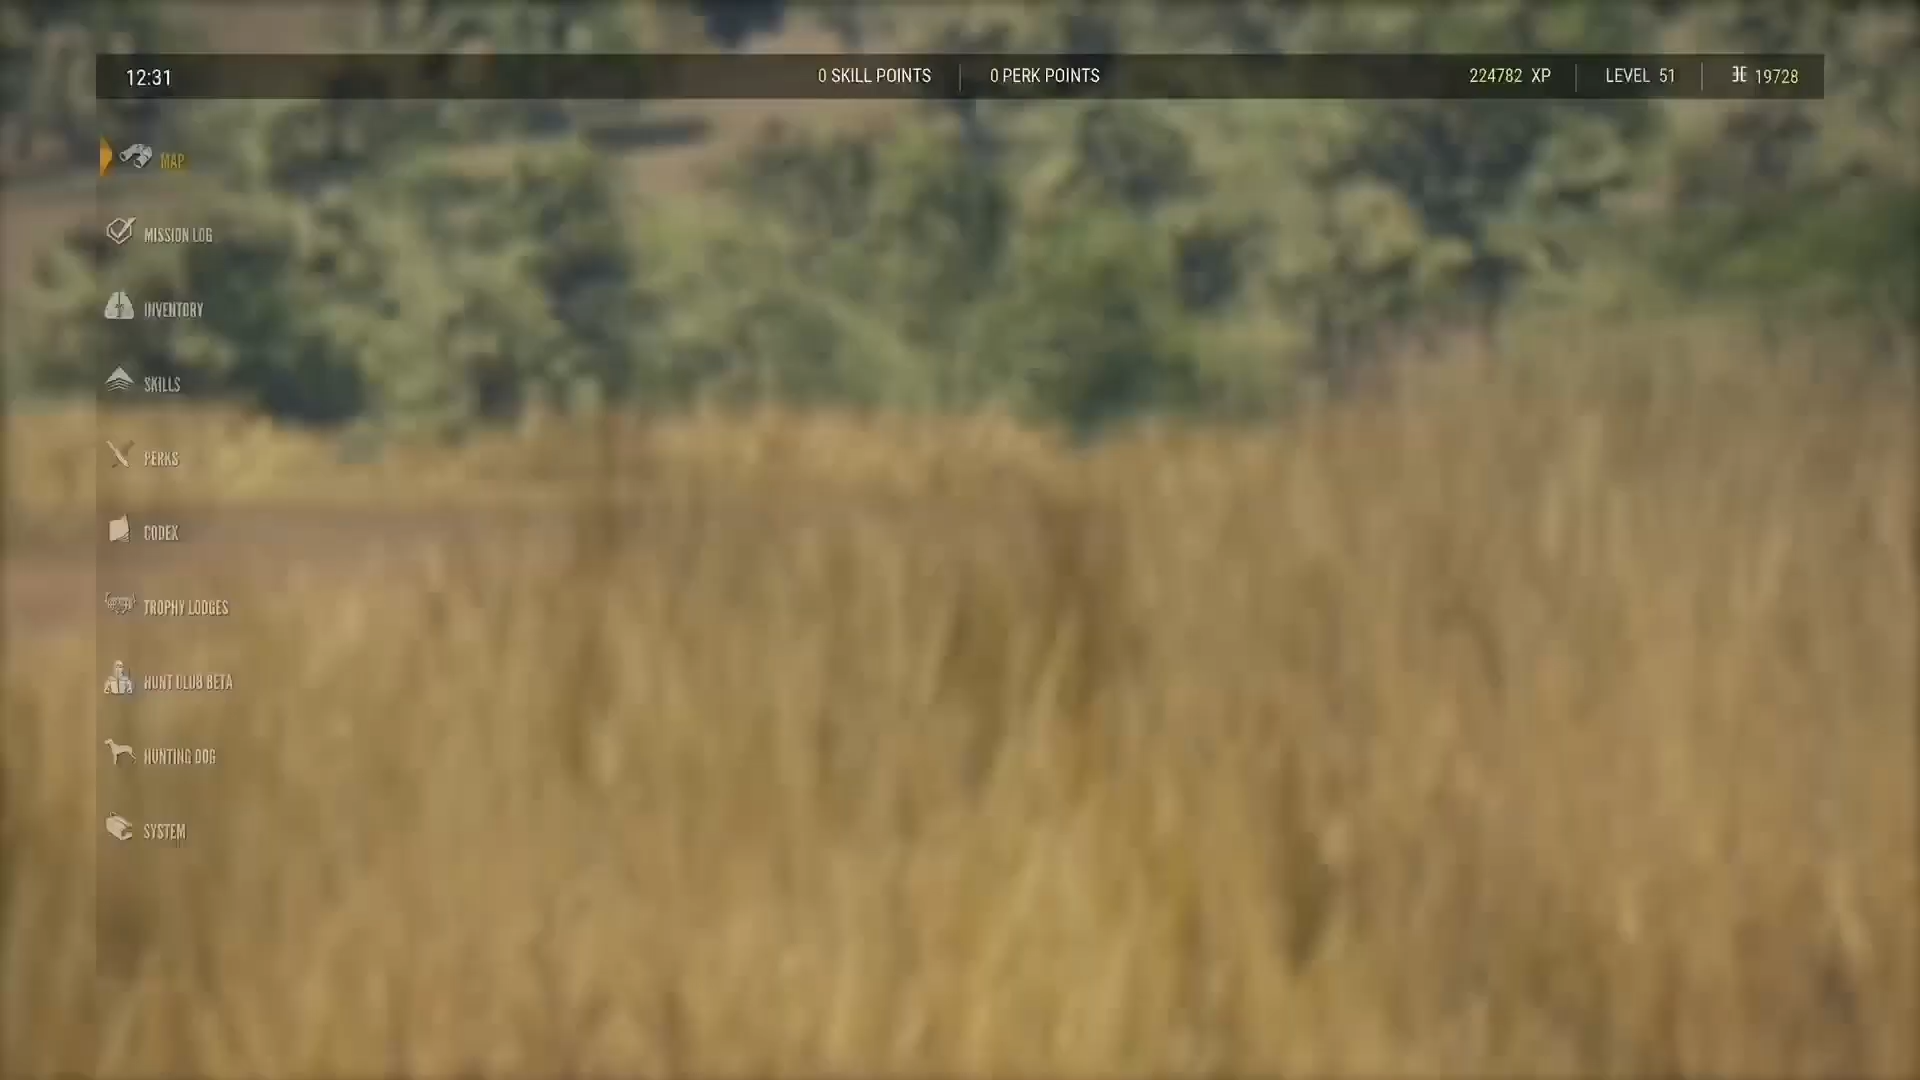 12:31
0 SKILL POINTS
0 PERK POINTS
224782 XP
LEVEL 51
19728
MAP
MISSION LOG
INVENTORY
SKILLS
PERKS
CODEX
TROPHY LODGES
HUNT CLUB BETA
HUNTING DOG
SYSTEM